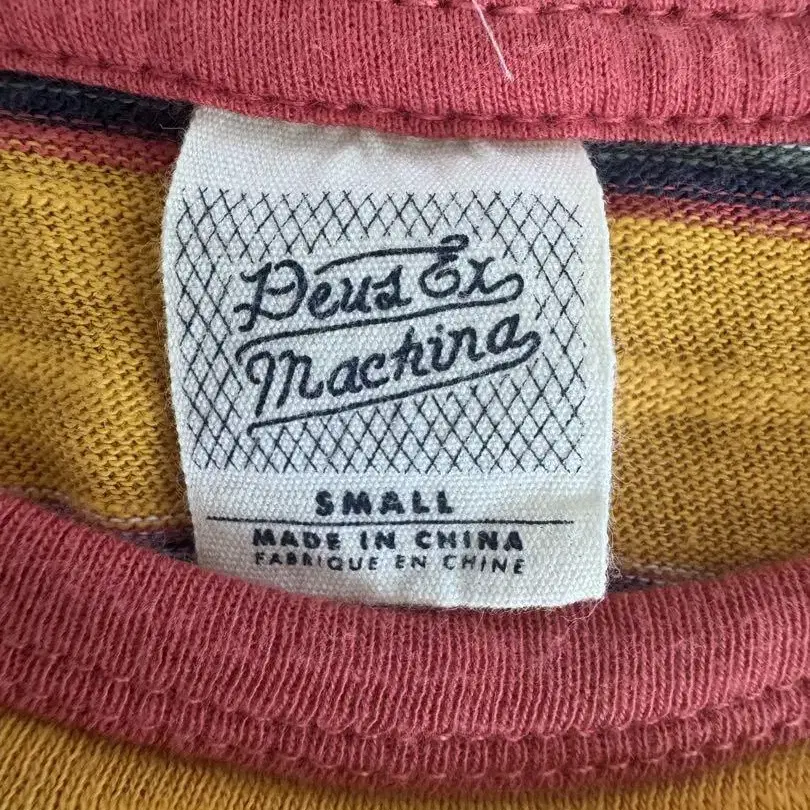 Deus Ex
Machina
SMALL
MADE IN CHINA
FABRIQUE EN CHINE